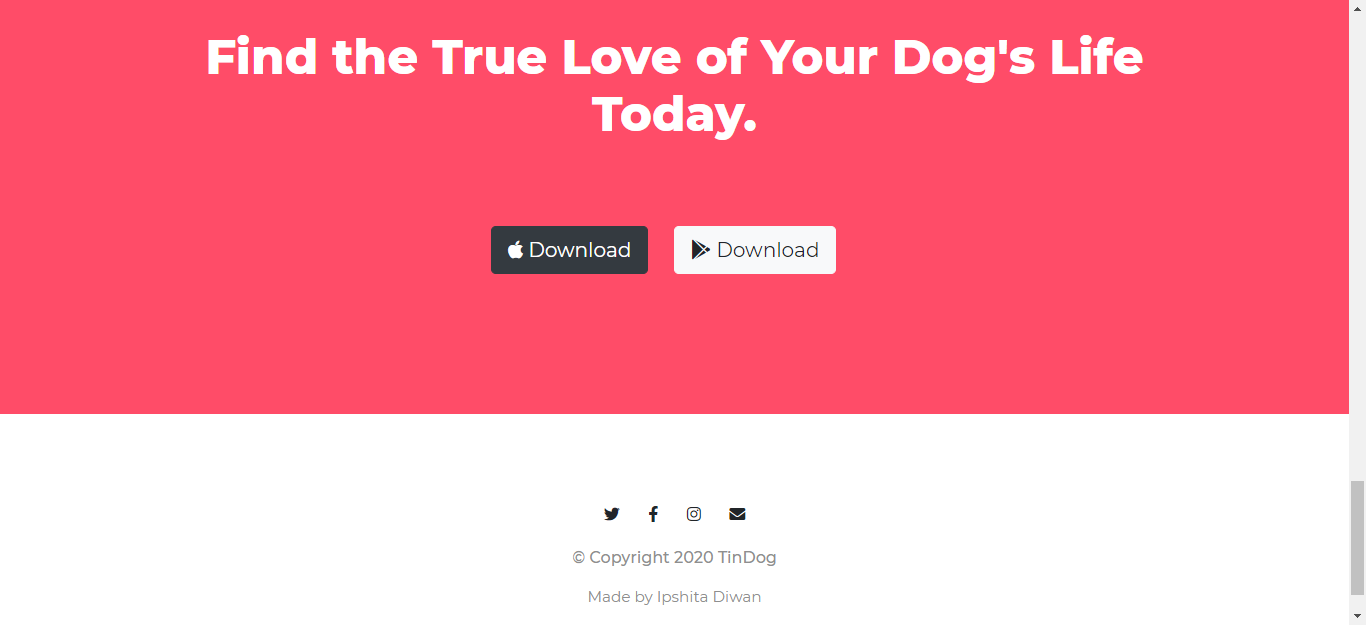 Find the True Love of Your Dog's Life
Today.
Download
Download
© Copyright 2020 TinDog
Made by Ipshita Diwan